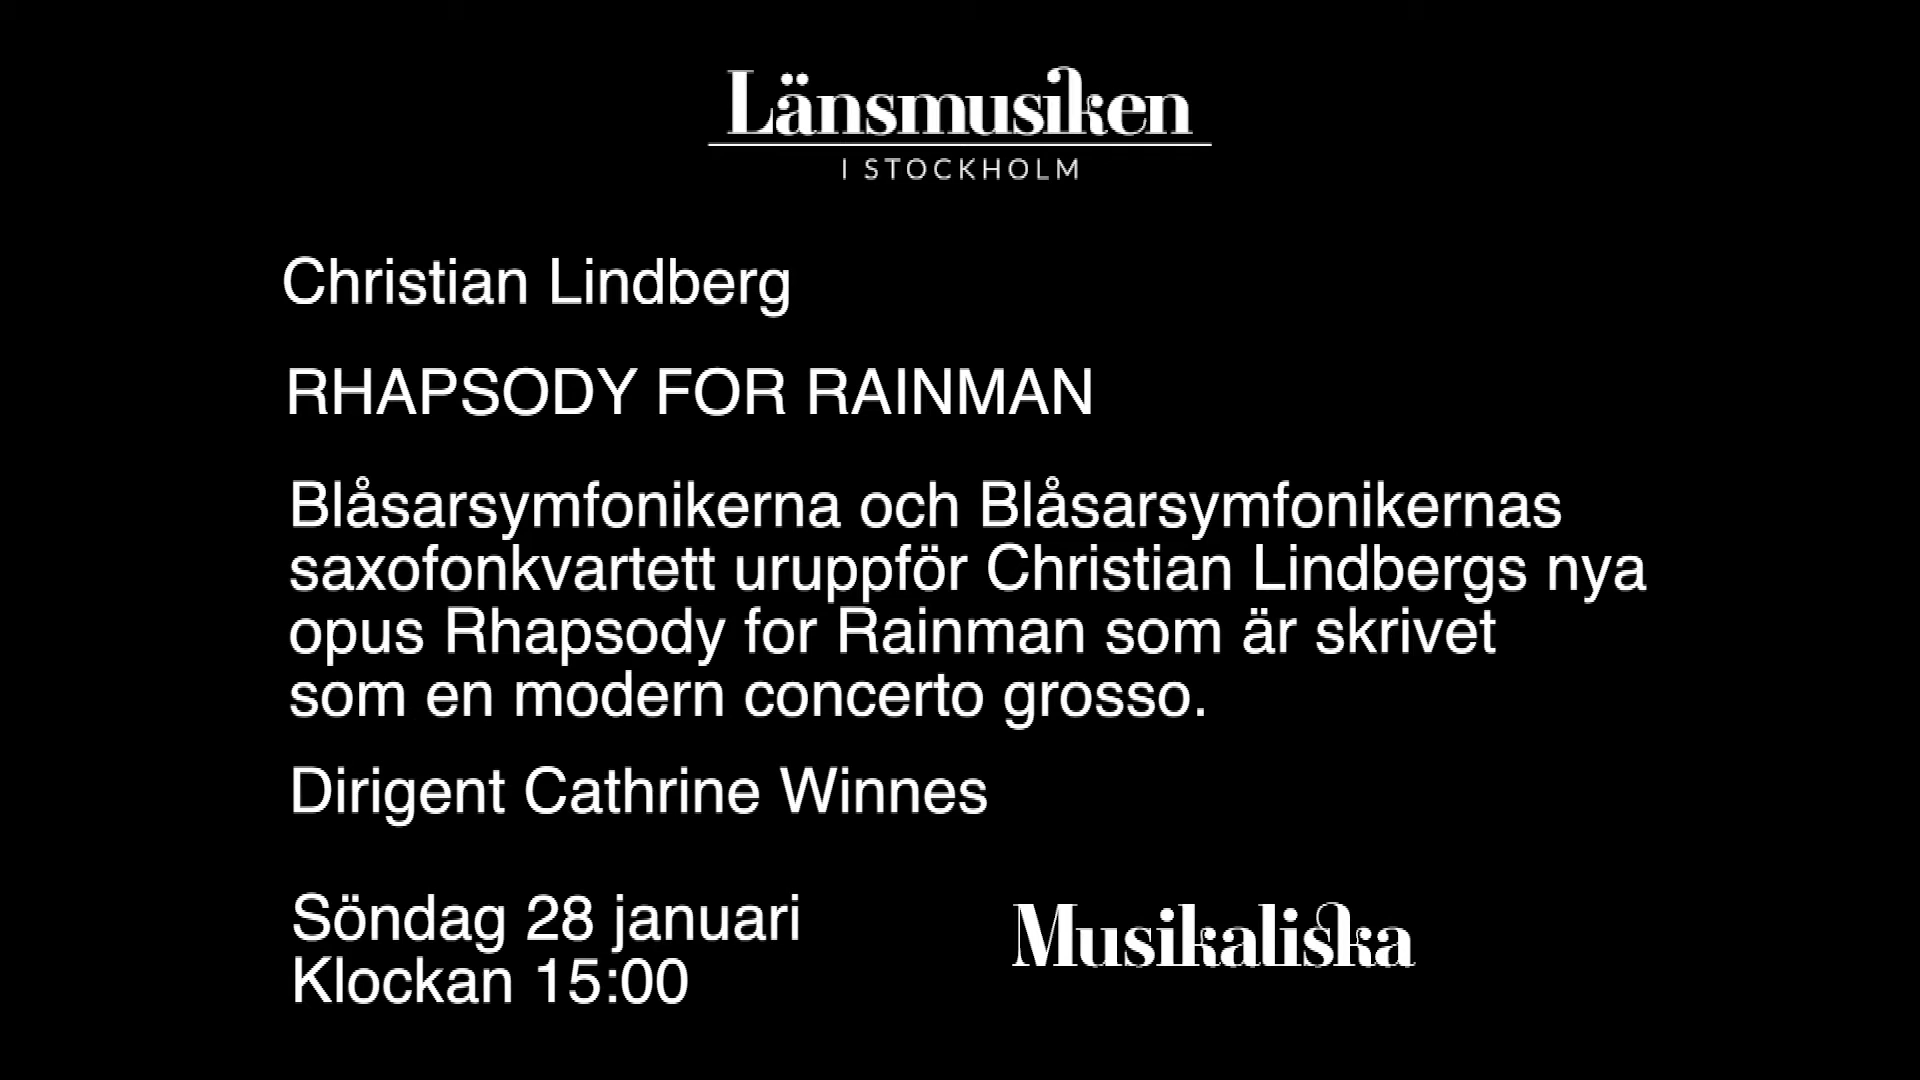 Länsmusiken
I STOCKHOLM
Christian Lindberg
RHAPSODY FOR RAINMAN
Blåsarsymfonikerna och Blåsarsymfonikernas
saxofonkvartett uruppför Christian Lindbergs nya
opus Rhapsody for Rainman som är skrivet
som en modern concerto grosso.
Dirigent Cathrine Winnes
Söndag 28 januari
Klockan 15:00
Musikaliska